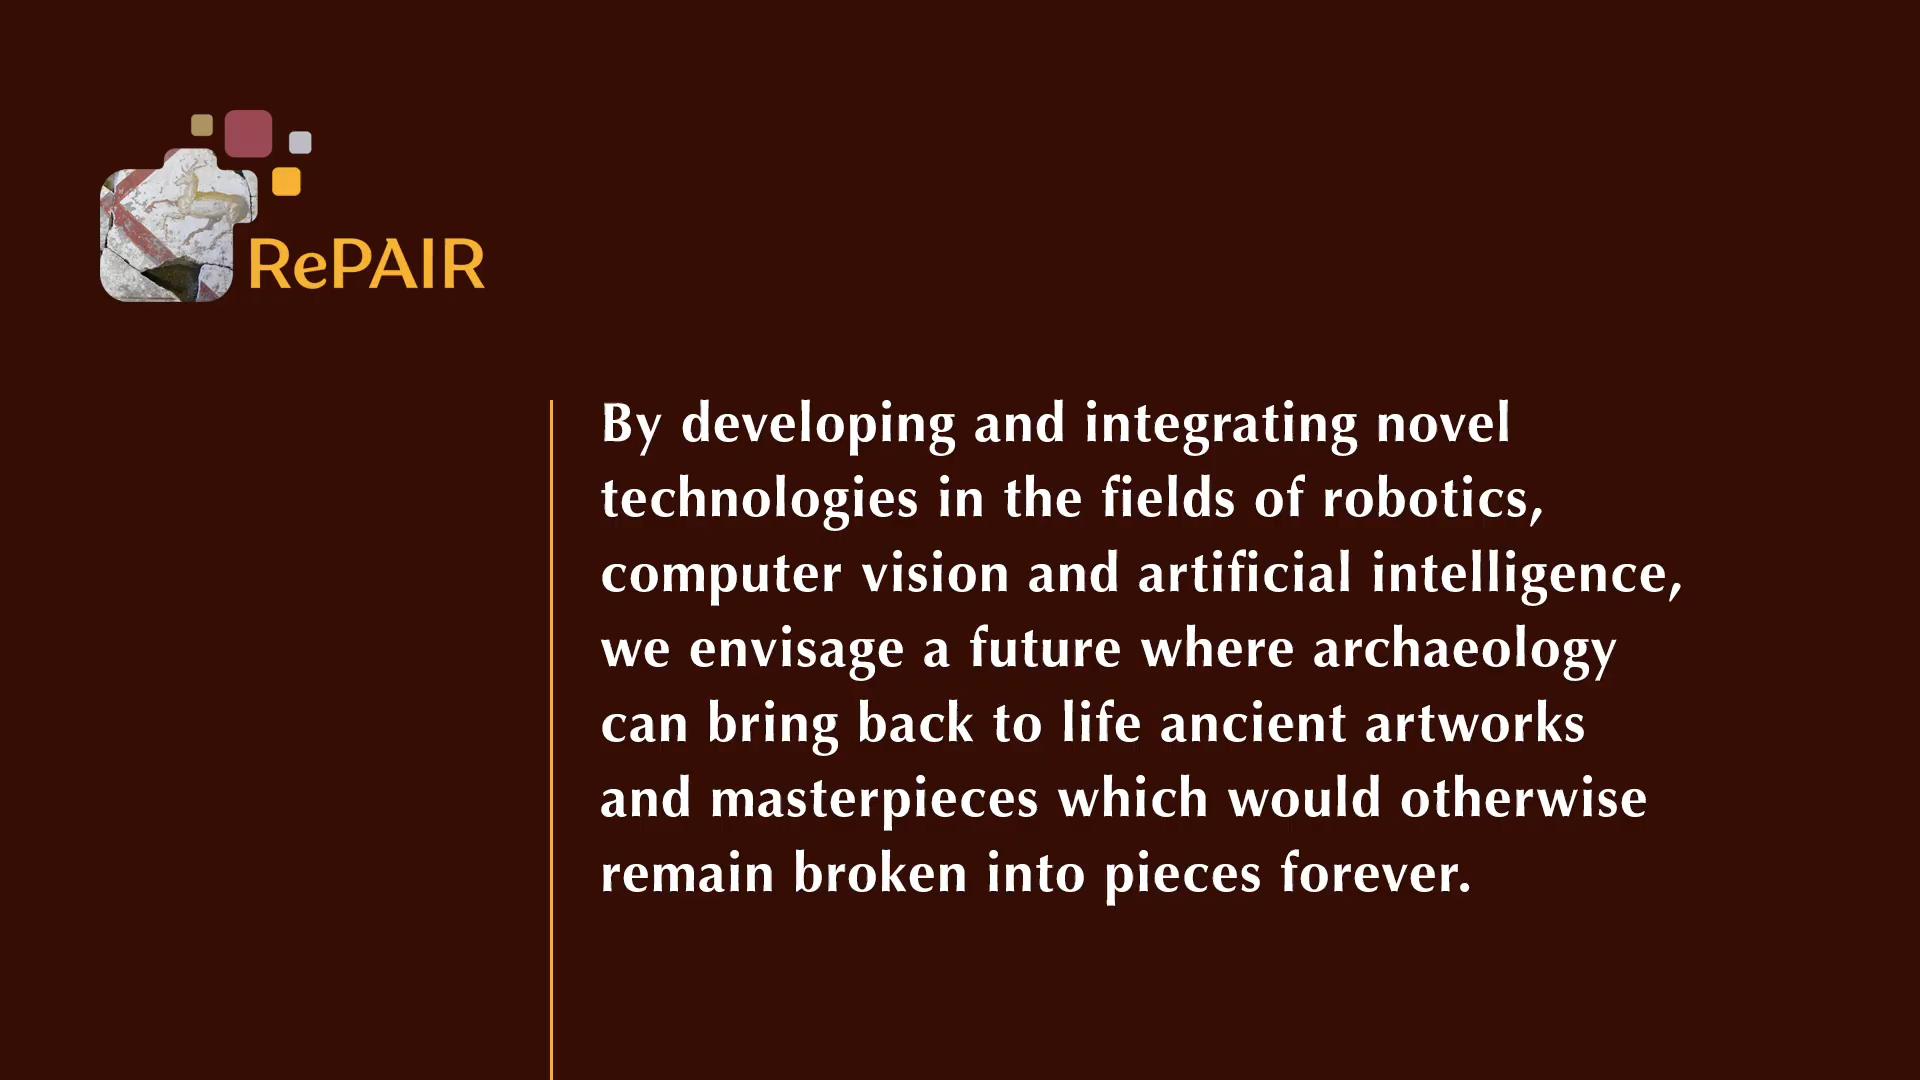 RePAIR
By developing and integrating novel
technologies in the fields of robotics,
computer vision and artificial intelligence,
we envisage a future where archaeology
can bring back to life ancient artworks
and masterpieces which would otherwise
remain broken into pieces forever.